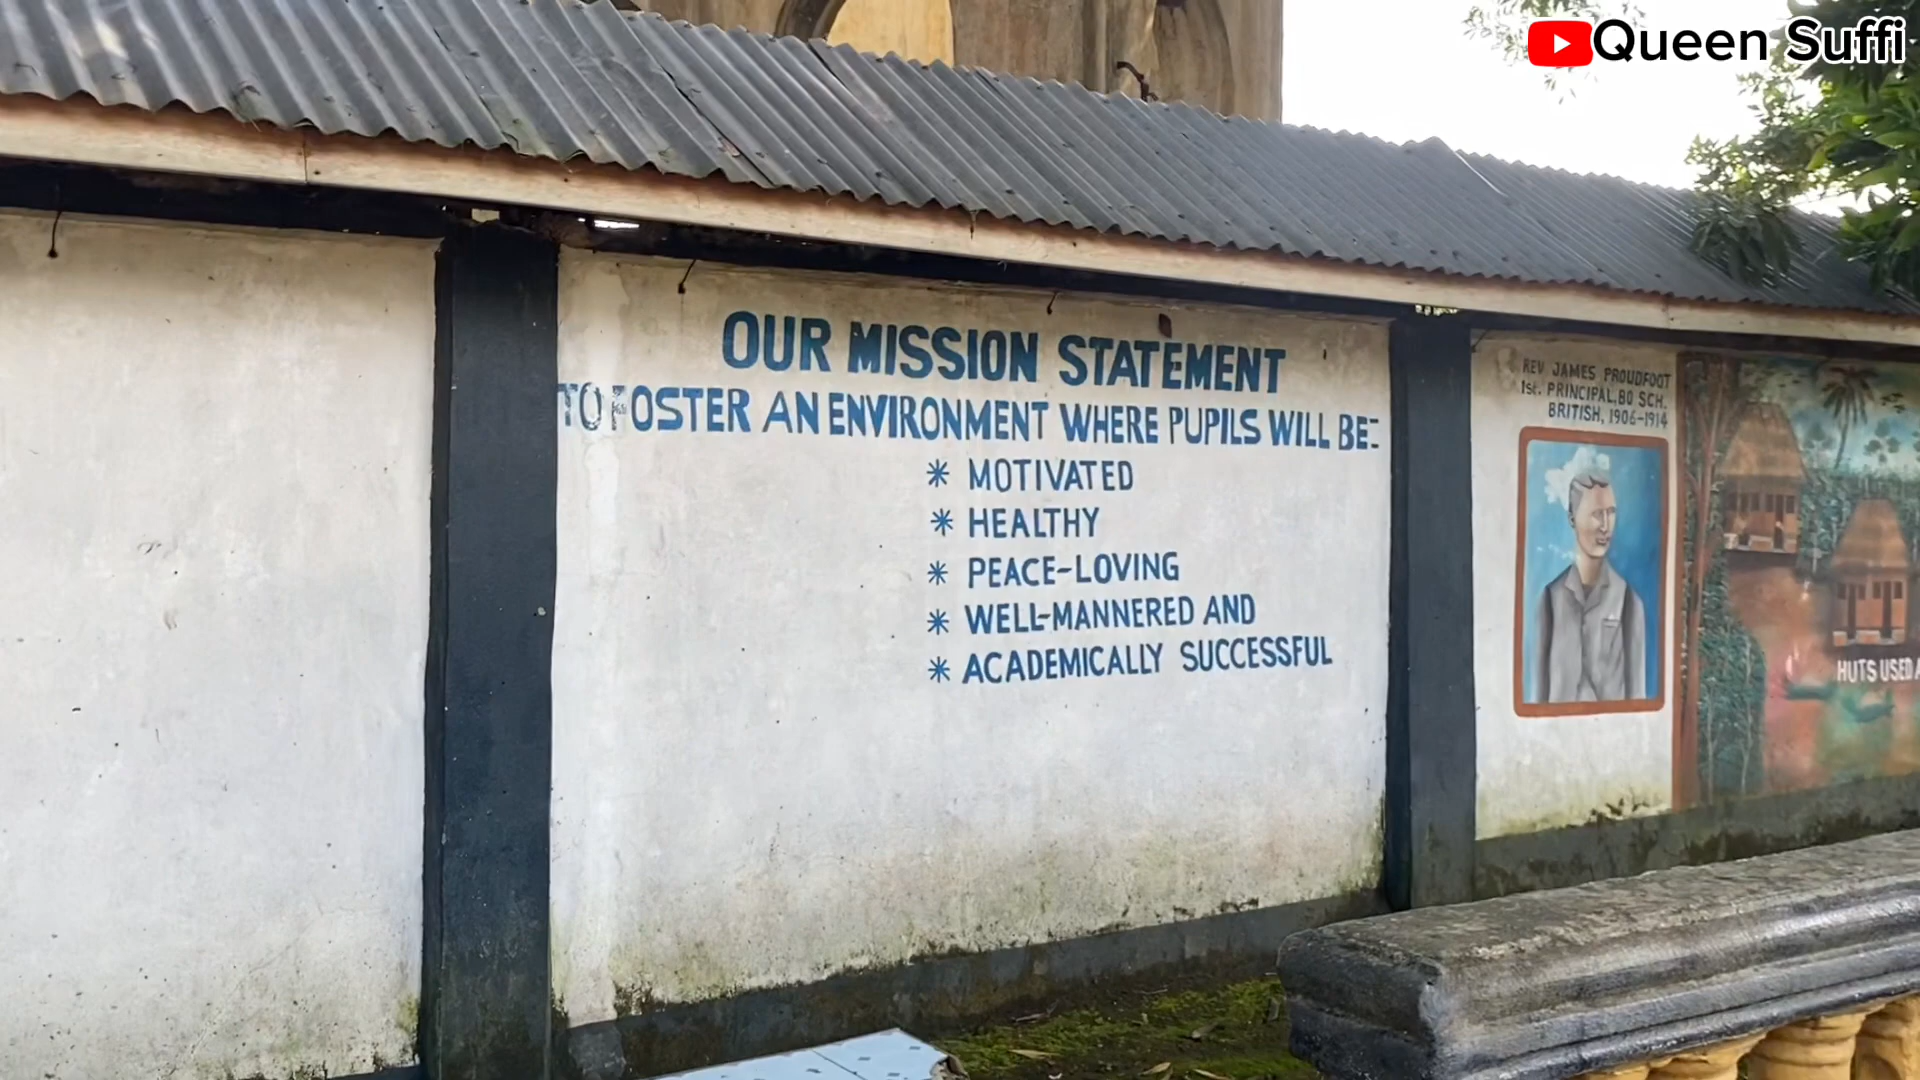 Queen Suffi
OUR MISSION STATEMENT
TO FOSTER AN ENVIRONMENT WHERE PUPILS WILL BE:-
* MOTIVATED
* HEALTHY
* PEACE-LOVING
* WELL-MANNERED AND
* ACADEMICALLY SUCCESSFUL
REV JAMES PROUDFOOT
1st. PRINCIPAL, BO SCH.
BRITISH, 1906-1914
HUTS USED